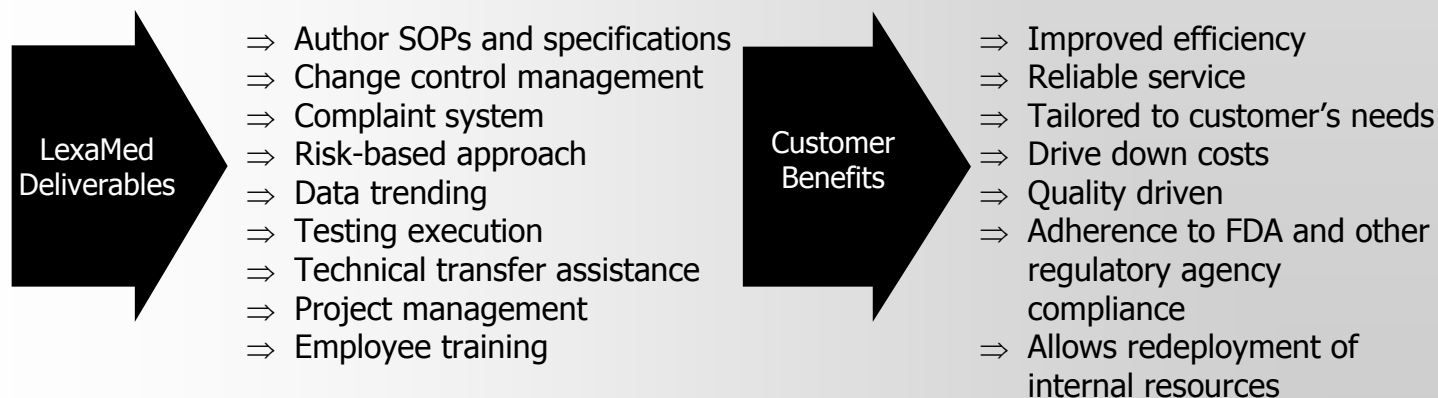 LexaMed
Deliverables
⇒ Author SOPs and specifications
⇒ Change control management
⇒ Complaint system
⇒ Risk-based approach
⇒ Data trending
⇒ Testing execution
⇒ Technical transfer assistance
⇒ Project management
⇒ Employee training
Customer
Benefits
⇒ Improved efficiency
⇒ Reliable service
⇒ Tailored to customer’s needs
⇒ Drive down costs
⇒ Quality driven
⇒ Adherence to FDA and other
regulatory agency
compliance
⇒ Allows redeployment of
internal resources